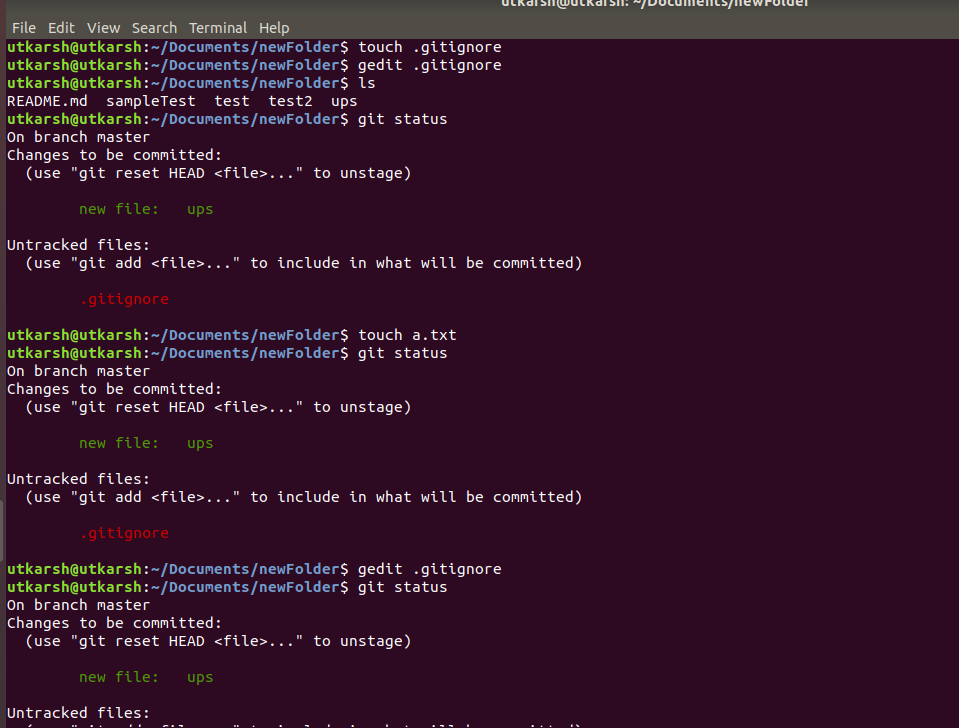 utkarsh@utkarsh: ~/Documents/newFolder
File Edit View Search Terminal Help
utkarsh@utkarsh:~/Documents/newFolder$ touch .gitignore
utkarsh@utkarsh:~/Documents/newFolder$ gedit .gitignore
utkarsh@utkarsh:~/Documents/newFolder$ ls
README.md  sampleTest  test  test2  ups
utkarsh@utkarsh:~/Documents/newFolder$ git status
On branch master
Changes to be committed:
  (use "git reset HEAD <file>..." to unstage)
        new file:   ups
Untracked files:
  (use "git add <file>..." to include in what will be committed)
        .gitignore
utkarsh@utkarsh:~/Documents/newFolder$ touch a.txt
utkarsh@utkarsh:~/Documents/newFolder$ git status
On branch master
Changes to be committed:
  (use "git reset HEAD <file>..." to unstage)
        new file:   ups
Untracked files:
  (use "git add <file>..." to include in what will be committed)
        .gitignore
utkarsh@utkarsh:~/Documents/newFolder$ gedit .gitignore
utkarsh@utkarsh:~/Documents/newFolder$ git status
On branch master
Changes to be committed:
  (use "git reset HEAD <file>..." to unstage)
        new file:   ups
Untracked files: